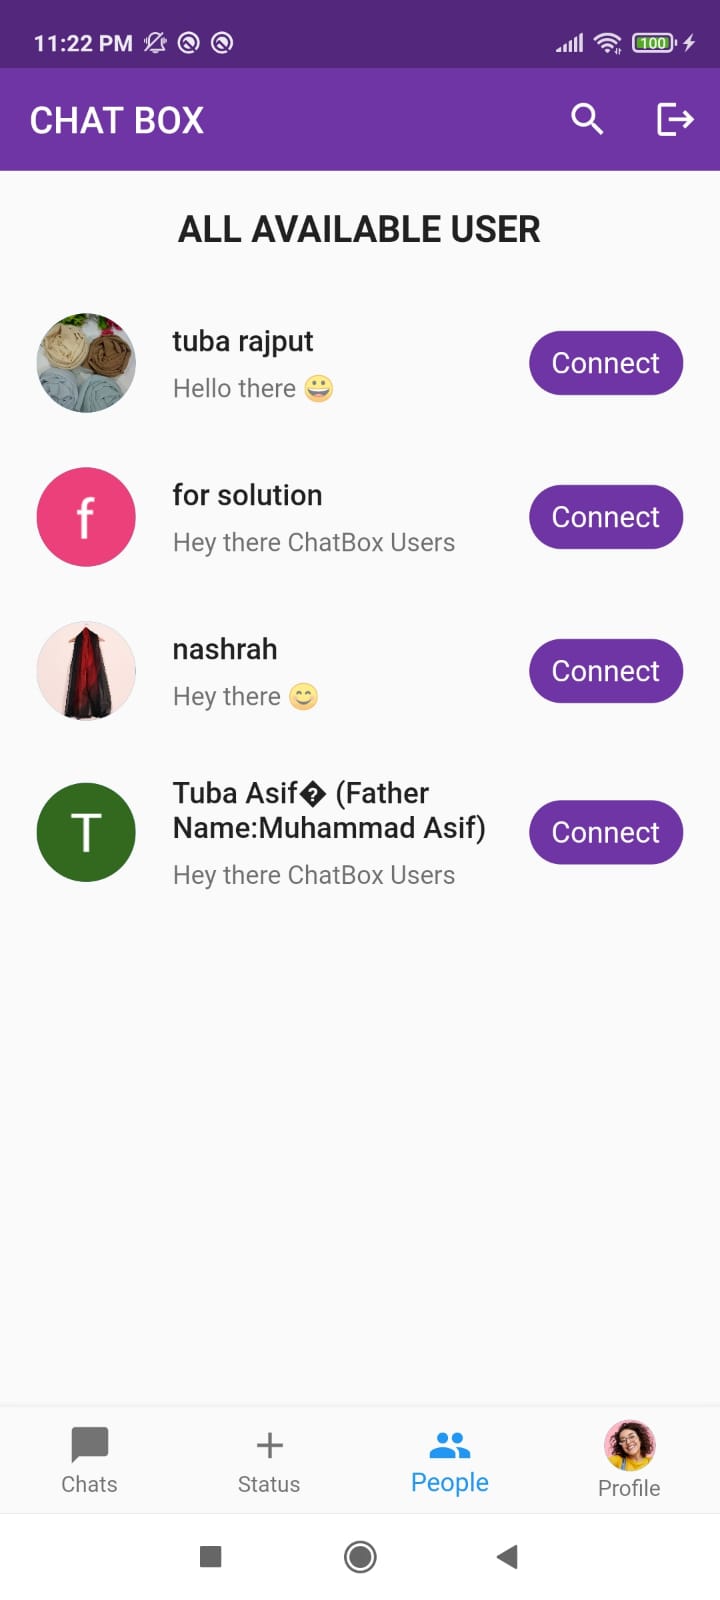 11:22 PM
100
CHAT BOX
ALL AVAILABLE USER
tuba rajput
Hello there 😀
Connect
f
for solution
Hey there ChatBox Users
Connect
nashrah
Hey there 😊
Connect
T
Tuba Asif� (Father
Name:Muhammad Asif)
Hey there ChatBox Users
Connect
Chats
Status
People
Profile